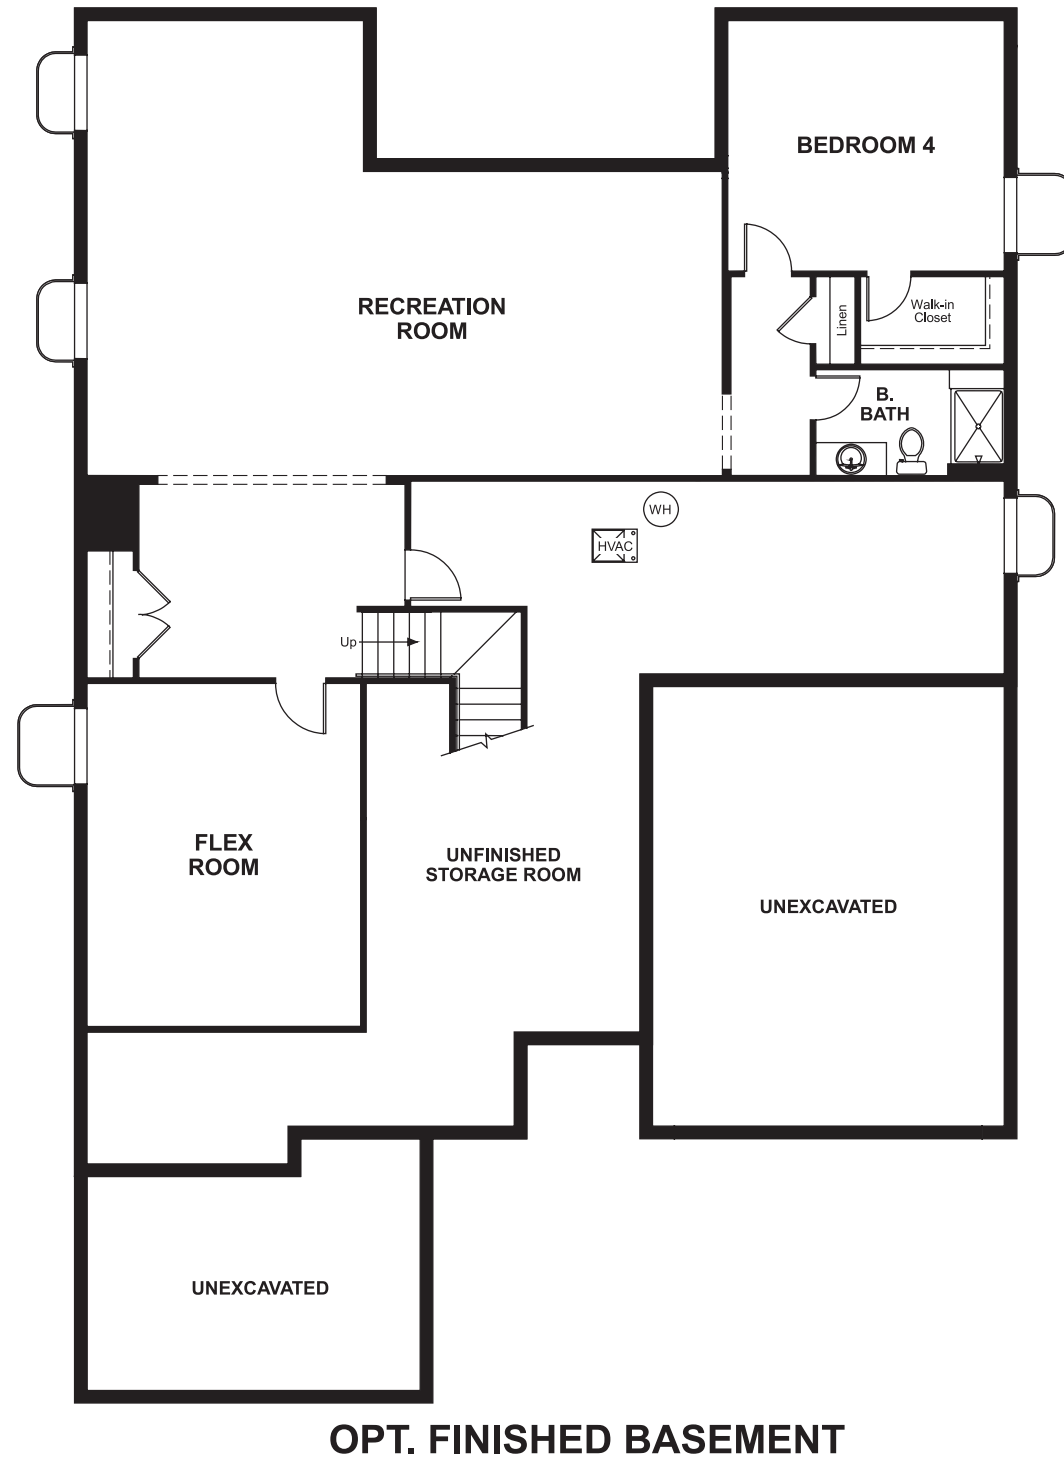 BEDROOM 4
RECREATION
ROOM
Linen
Walk-in
Closet
B.
BATH
WH
HVAC
Up
FLEX
ROOM
UNFINISHED
STORAGE ROOM
UNEXCAVATED
UNEXCAVATED
OPT. FINISHED BASEMENT